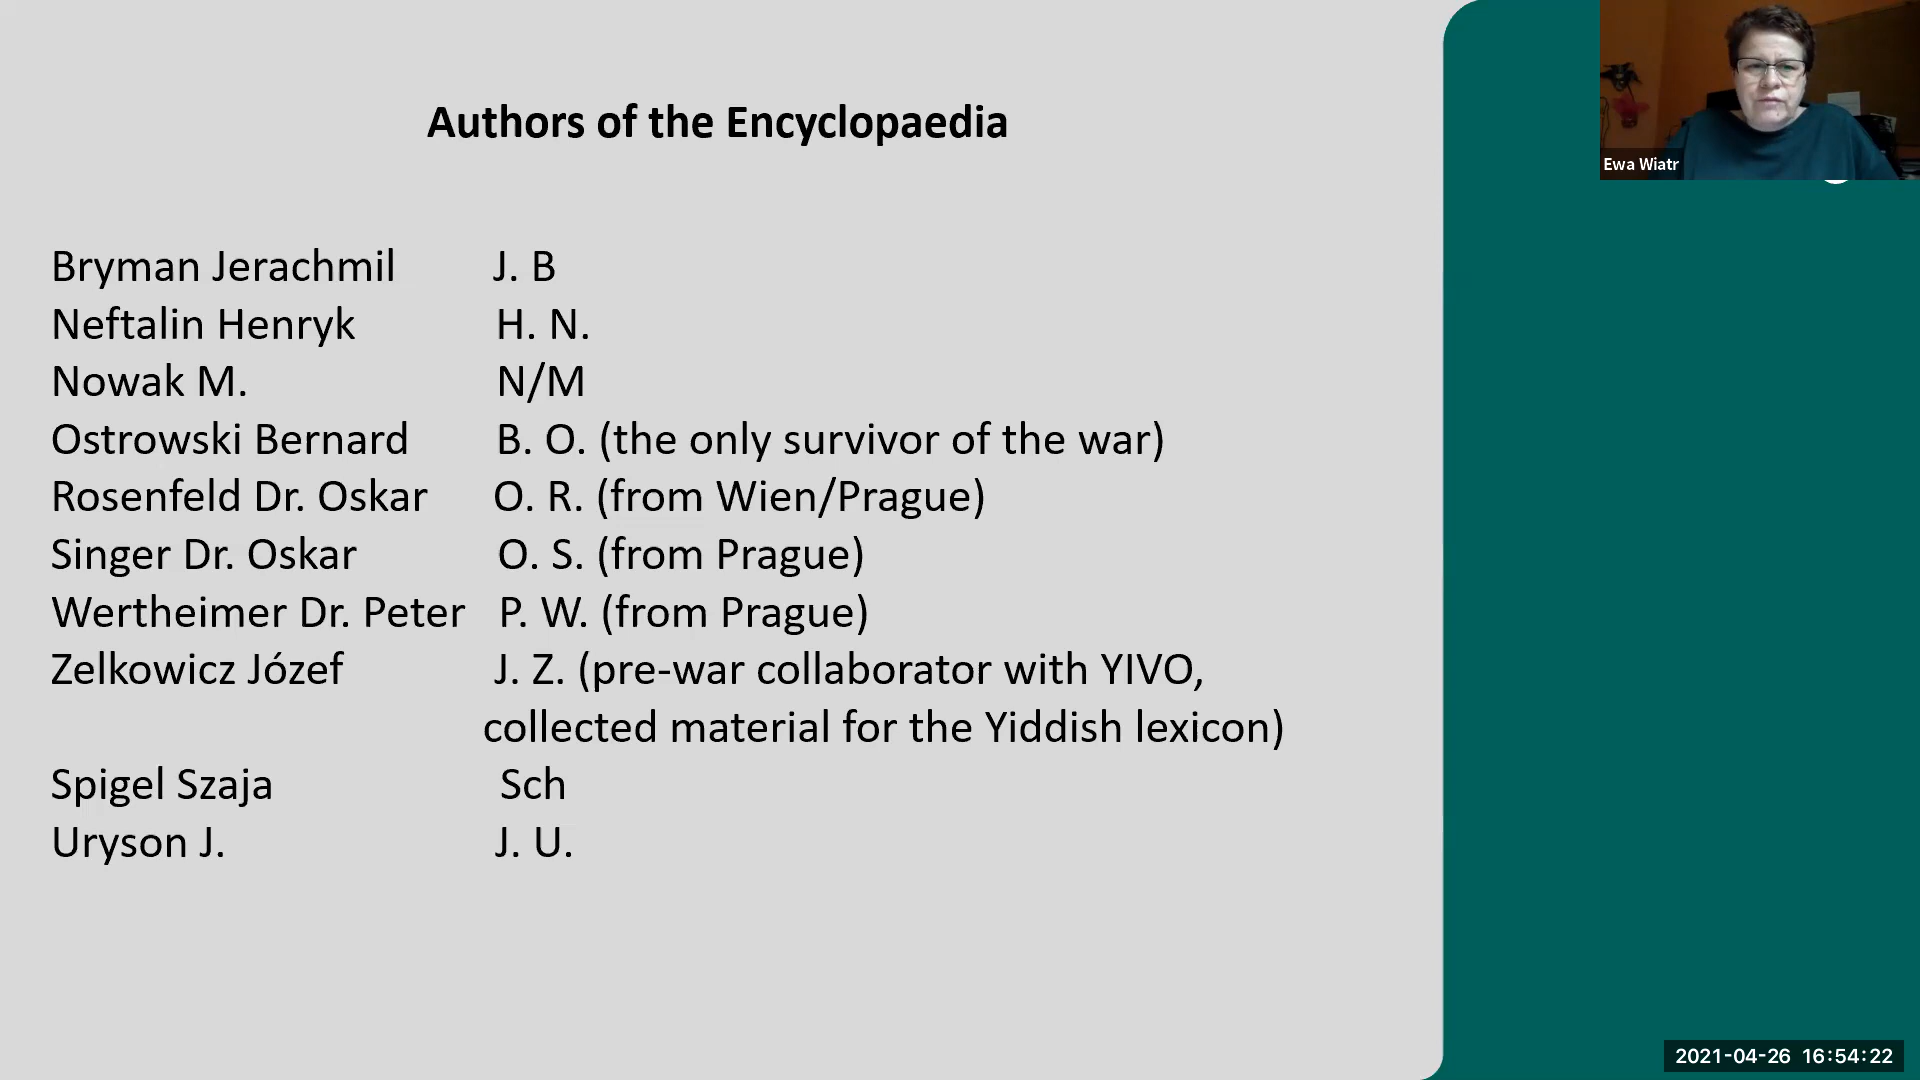 Authors of the Encyclopaedia
Bryman Jerachmil J. B
Neftalin Henryk H. N.
Nowak M. N/M
Ostrowski Bernard B. O. (the only survivor of the war)
Rosenfeld Dr. Oskar O. R. (from Wien/Prague)
Singer Dr. Oskar O. S. (from Prague)
Wertheimer Dr. Peter P. W. (from Prague)
Zelkowicz Józef J. Z. (pre-war collaborator with YIVO,
collected material for the Yiddish lexicon)
Spigel Szaja Sch
Uryson J. J. U.
Ewa Wiatr
2021-04-26 16:54:22